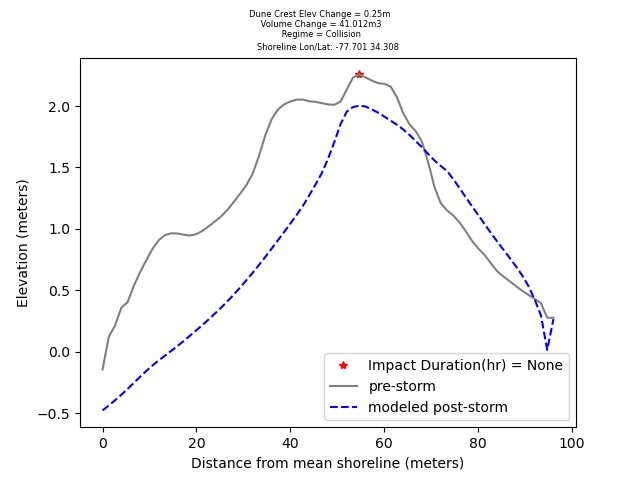 Dune Crest Elev Change = 0.25m
Volume Change = 41.012m3
Regime = Collision
Shoreline Lon/Lat: -77.701 34.308
Elevation (meters)
2.0
1.5
1.0
0.5
0.0
−0.5
Impact Duration(hr) = None
pre-storm
modeled post-storm
0 20 40 60 80 100
Distance from mean shoreline (meters)